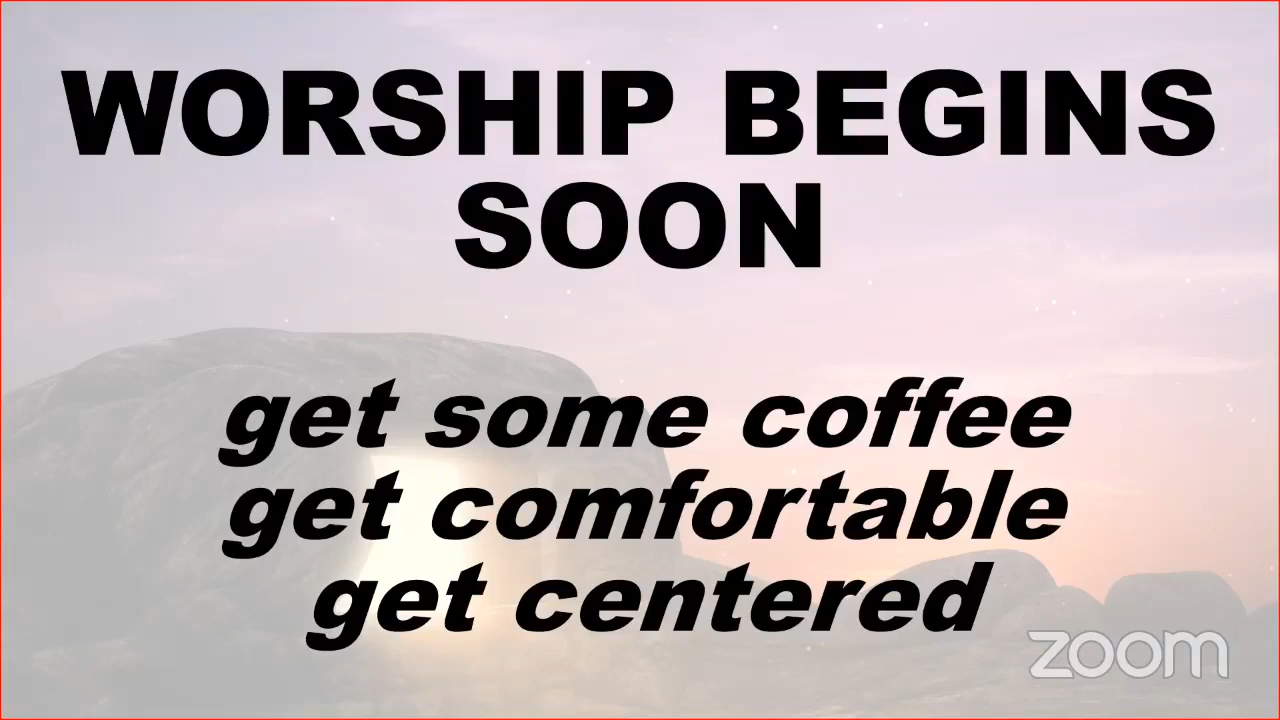 WORSHIP BEGINS
SOON
get some coffee
get comfortable
get centered
zoom